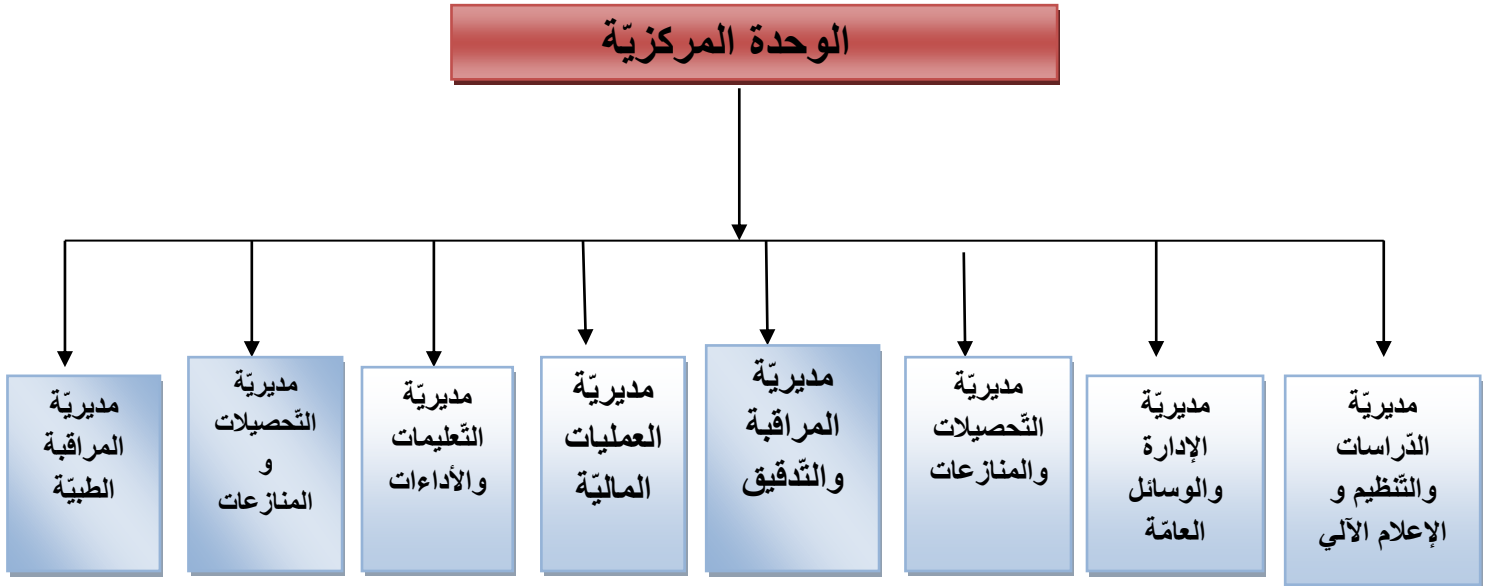 الوحدة المركزيّة
مديريّة
الدّراسات
والتّنظيم و
الإعلام الآلي
مديريّة
الإدارة
والوسائل
العامّة
مديريّة
التّحصيلات
والمنازعات
مديريّة
المراقبة
والتّدقيق
مديريّة
العمليات
الماليّة
مديريّة
التّعليمات
والأداءات
مديريّة
التّحصيلات
و
المنازعات
مديريّة
المراقبة
الطبيّة